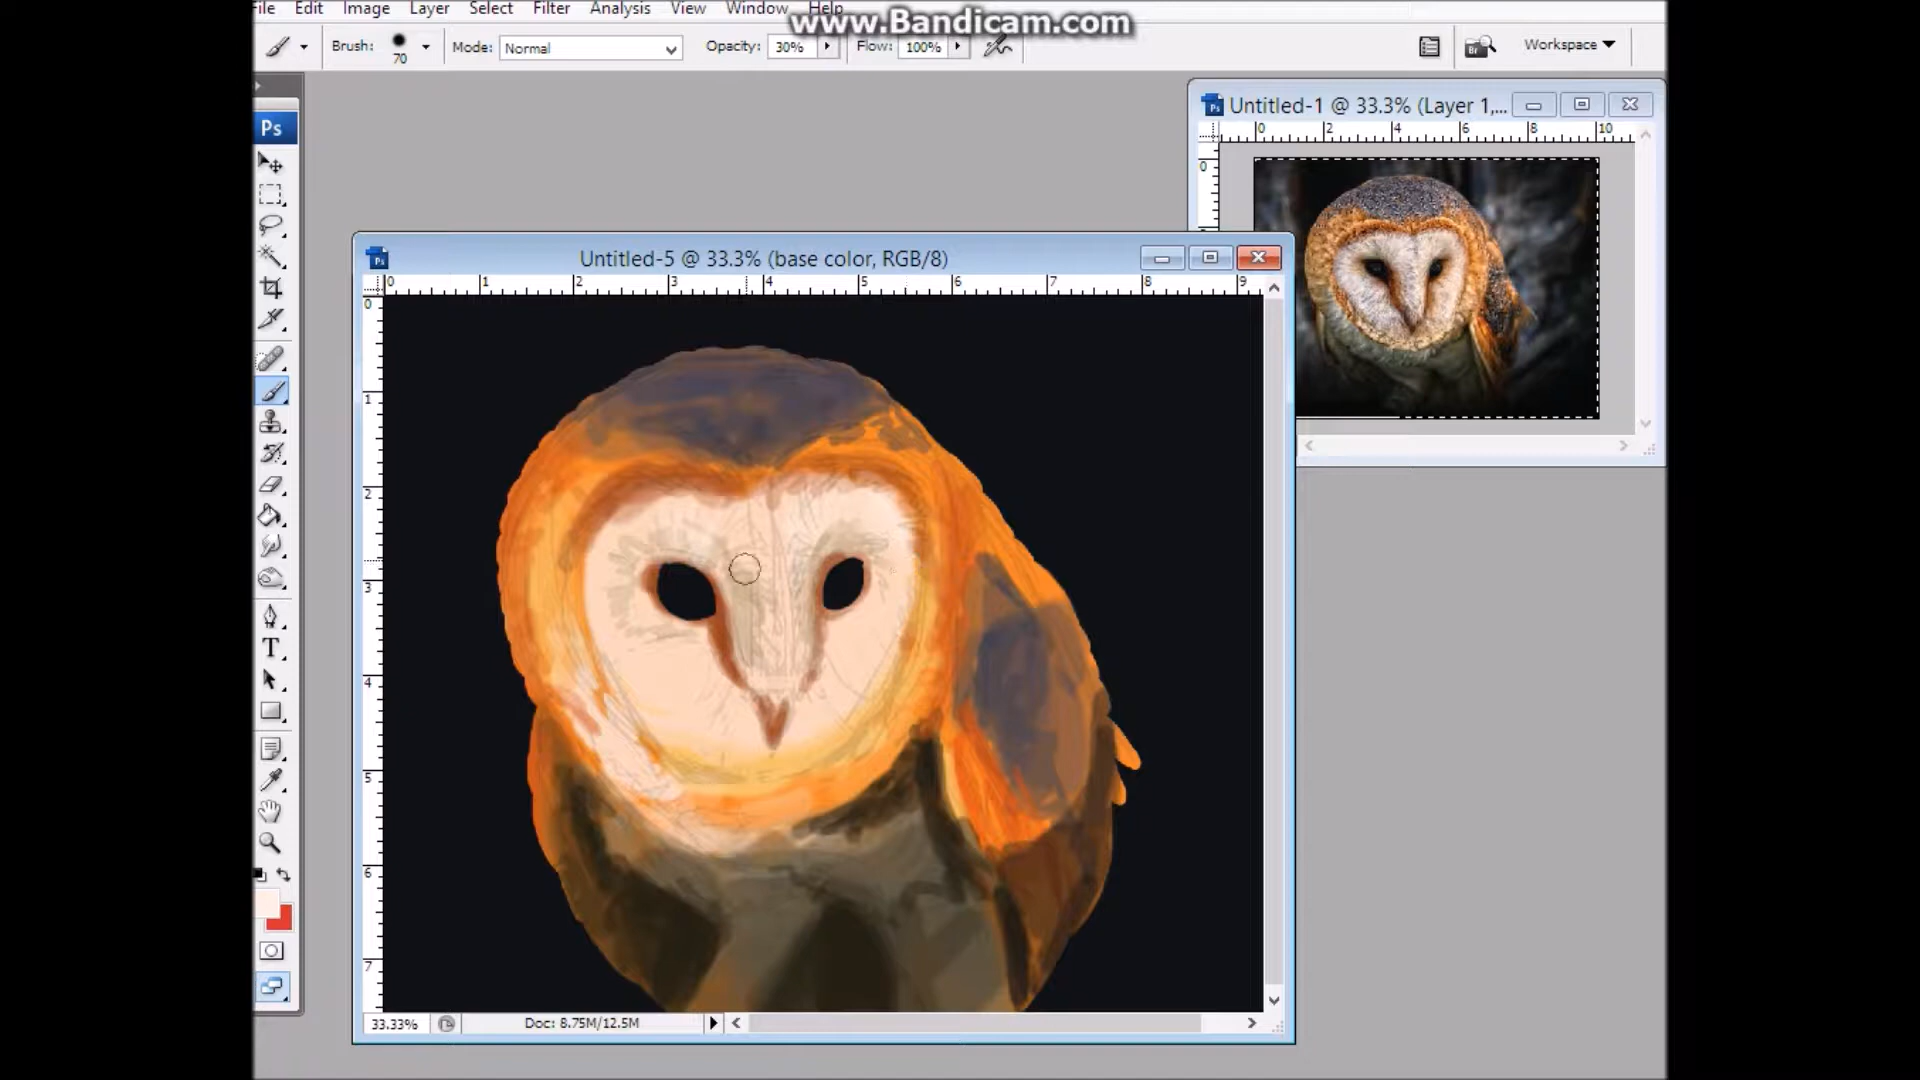 File Edit Image Layer Select Filter Analysis View Window Help
www.Bandicam.com
Brush: 70 Mode: Normal Opacity: 30% Flow: 100% Workspace
Ps
Untitled-1 @ 33.3% (Layer 1,...
0 2 4 6 8 10
0
Untitled-5 @ 33.3% (base color, RGB/8)
0 1 2 3 4 5 6 7 8 9
0
1
2
3
4
5
6
7
T
33.33% Doc: 8.75M/12.5M